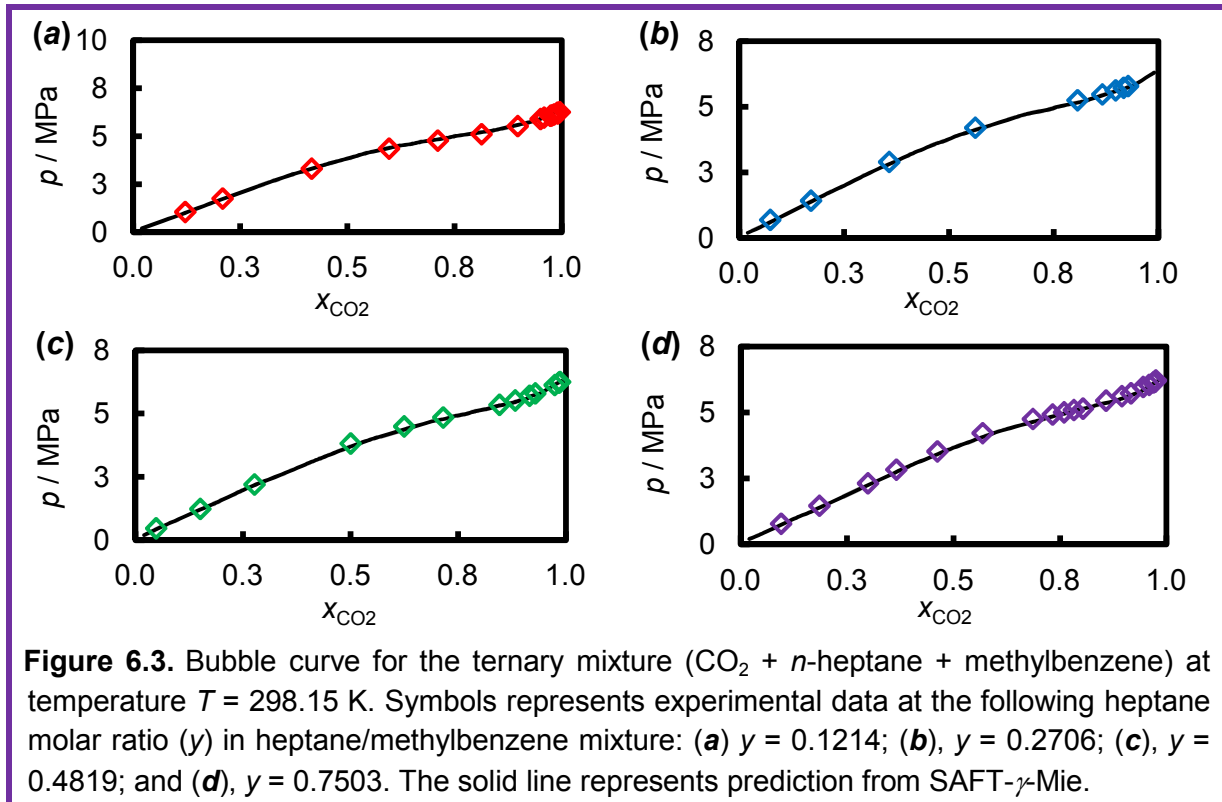 (a)
10
8
5
3
0
p / MPa
0.0 0.3 0.5 0.8 1.0
xCO2
(b)
8
5
3
0
p / MPa
0.0 0.3 0.5 0.8 1.0
xCO2
(c)
8
5
3
0
p / MPa
0.0 0.3 0.5 0.8 1.0
xCO2
(d)
8
5
3
0
p / MPa
0.0 0.3 0.5 0.8 1.0
xCO2
Figure 6.3. Bubble curve for the ternary mixture (CO2 + n-heptane + methylbenzene) at
temperature T = 298.15 K. Symbols represents experimental data at the following heptane
molar ratio (y) in heptane/methylbenzene mixture: (a) y = 0.1214; (b), y = 0.2706; (c), y =
0.4819; and (d), y = 0.7503. The solid line represents prediction from SAFT-γ-Mie.